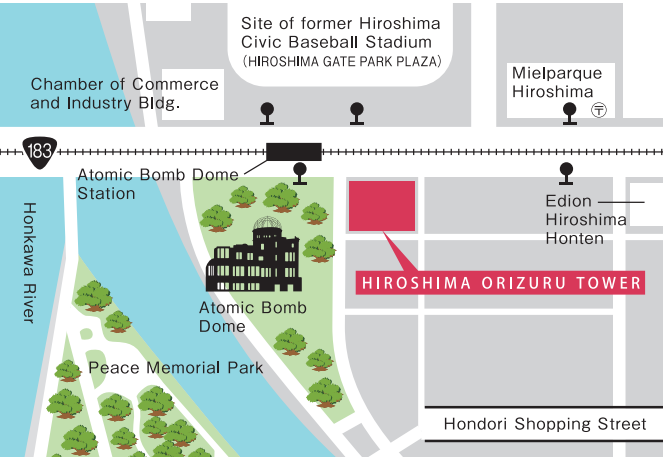 Site of former Hiroshima
Civic Baseball Stadium
(HIROSHIMA GATE PARK PLAZA)
Chamber of Commerce
and Industry Bldg.
Mielparque
Hiroshima
〒
183
Atomic Bomb Dome
Station
Honkawa River
Edion
Hiroshima
Honten
HIROSHIMA ORIZURU TOWER
Atomic Bomb
Dome
Peace Memorial Park
Hondori Shopping Street